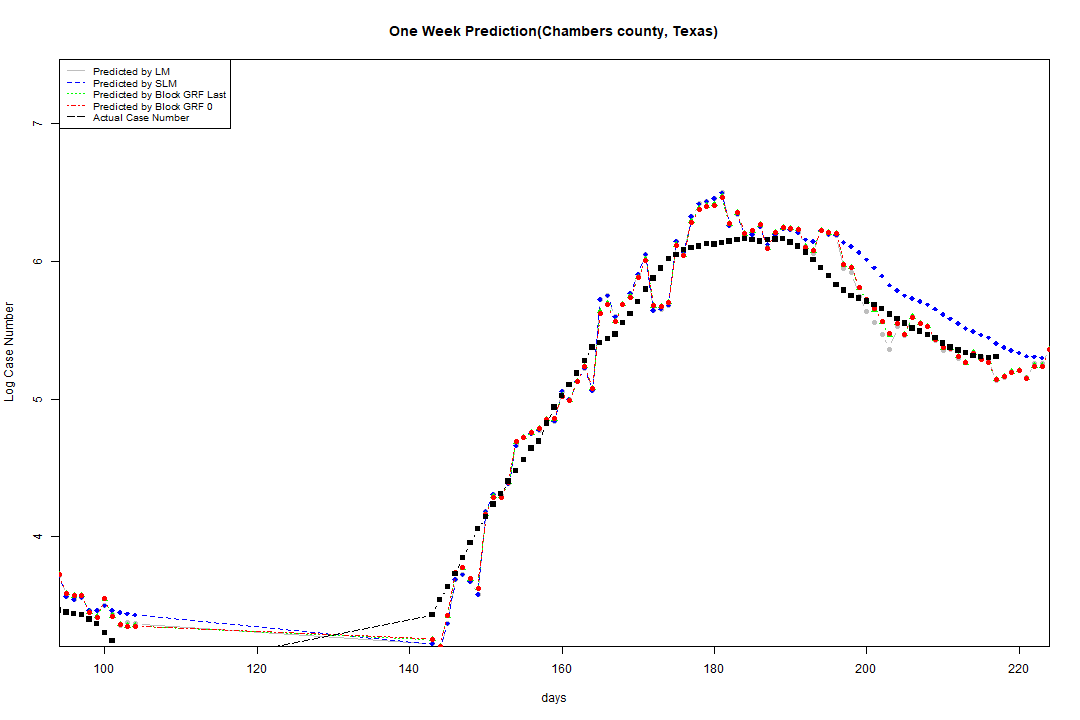 One Week Prediction(Chambers county, Texas)
Predicted by LM
Predicted by SLM
Predicted by Block GRF Last
Predicted by Block GRF 0
Actual Case Number
Log Case Number
7
6
5
4
100 120 140 160 180 200 220
days